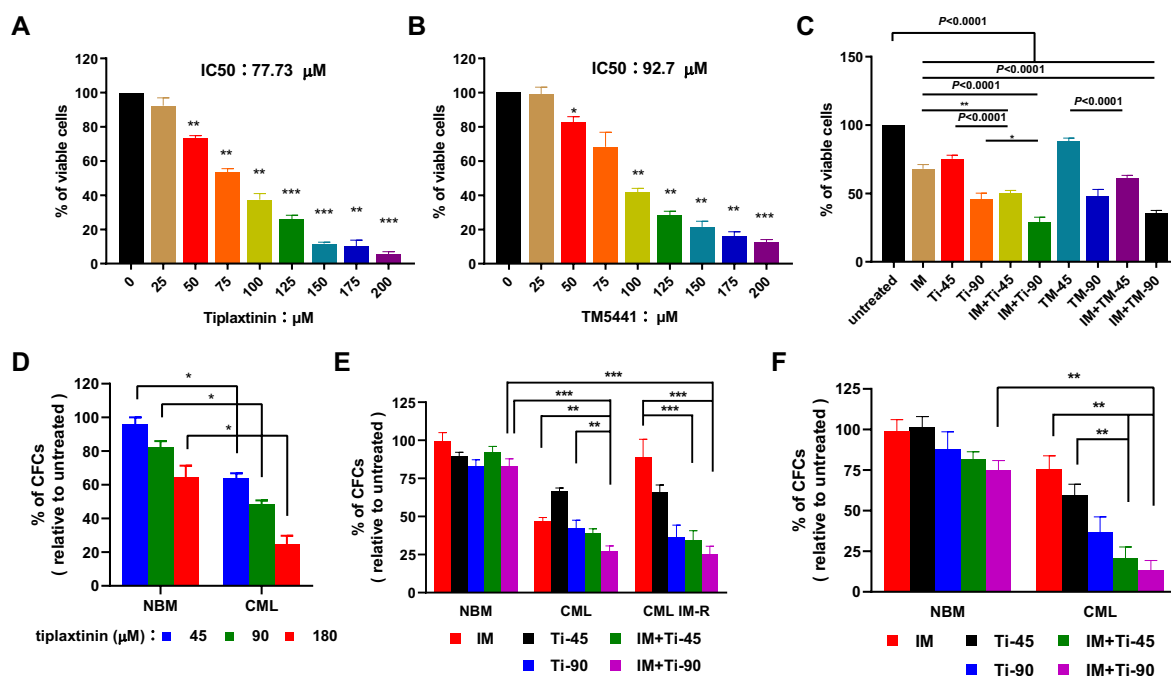 A
IC50：77.73 μM
% of viable cells
120
100
80
60
40
20
0
**
**
**
***
***
**
***
0 25 50 75 100 125 150 175 200
Tiplaxtinin：μM
B
IC50：92.7 μM
% of viable cells
120
100
80
60
40
20
0
*
**
**
**
**
***
0 25 50 75 100 125 150 175 200
TM5441：μM
C
P<0.0001
P<0.0001
P<0.0001
**
P<0.0001
P<0.0001
*
% of viable cells
150
100
50
0
untreated IM Ti-45 Ti-90 IM+Ti-45 IM+Ti-90 TM-45 TM-90 IM+TM-45 IM+TM-90
D
% of CFCs
( relative to untreated )
120
100
80
60
40
20
0
*
*
*
NBM CML
tiplaxtinin (μM)： 45 90 180
E
% of CFCs
( relative to untreated )
125
100
75
50
25
0
***
***
***
**
***
**
NBM CML CML IM-R
IM Ti-45 IM+Ti-45
Ti-90 IM+Ti-90
F
% of CFCs
( relative to untreated )
125
100
75
50
25
0
**
**
**
NBM CML
IM Ti-45 IM+Ti-45
Ti-90 IM+Ti-90